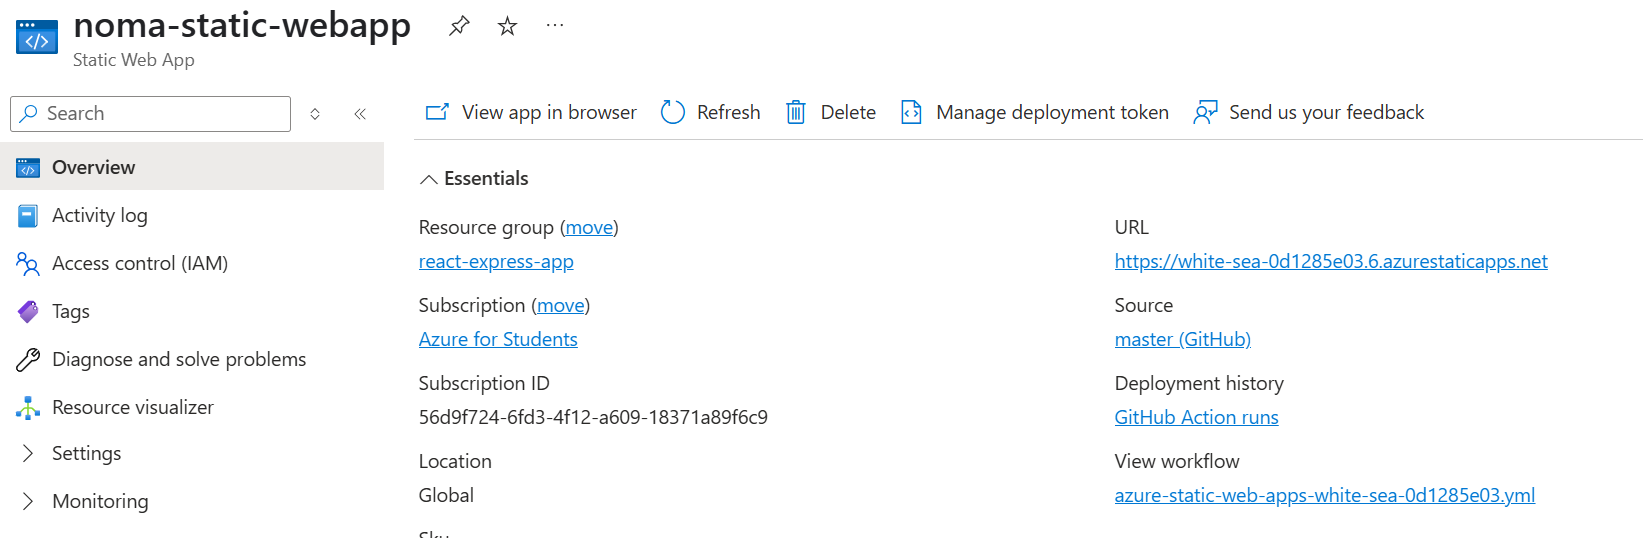 noma-static-webapp
Static Web App
Search
View app in browser
Refresh
Delete
Manage deployment token
Send us your feedback
Overview
Activity log
Access control (IAM)
Tags
Diagnose and solve problems
Resource visualizer
Settings
Monitoring
Essentials
Resource group (move)
react-express-app
Subscription (move)
Azure for Students
Subscription ID
56d9f724-6fd3-4f12-a609-18371a89f6c9
Location
Global
URL
https://white-sea-0d1285e03.6.azurestaticapps.net
Source
master (GitHub)
Deployment history
GitHub Action runs
View workflow
azure-static-web-apps-white-sea-0d1285e03.yml